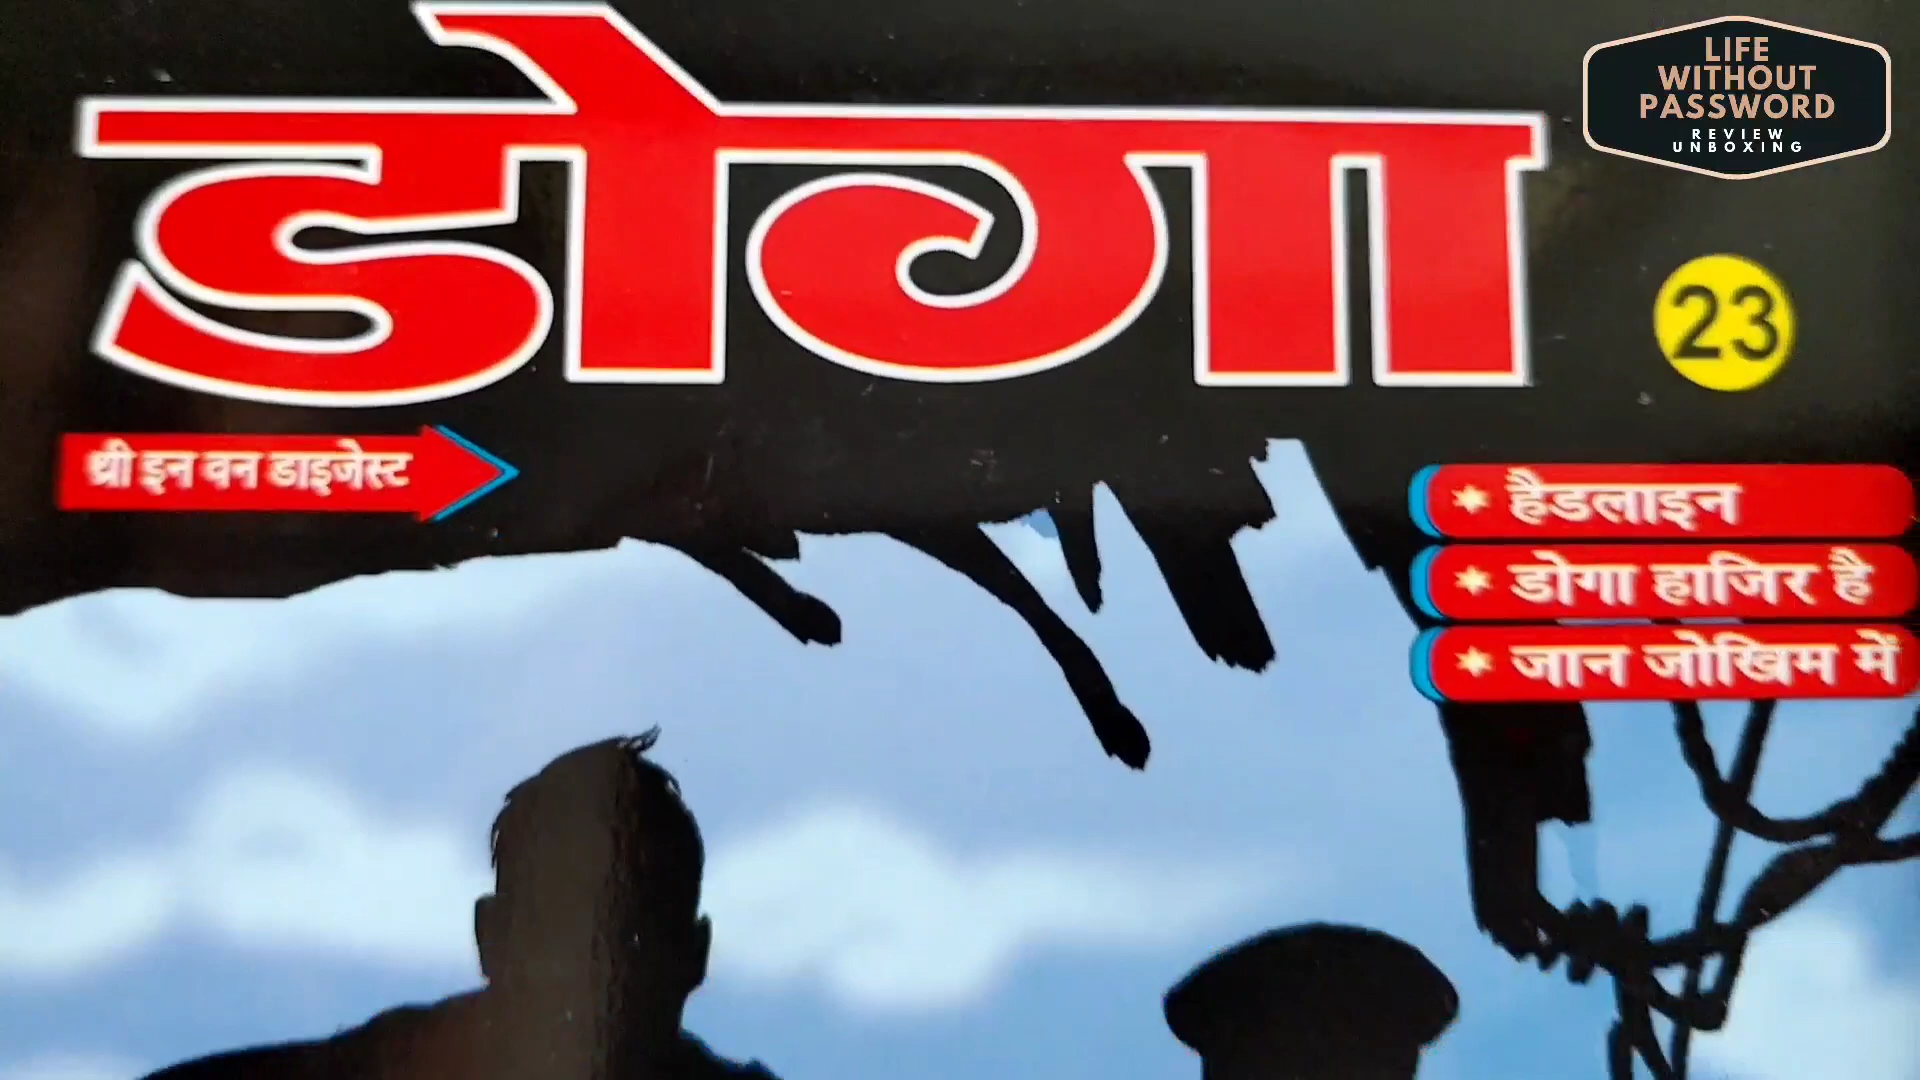 डोगा
LIFE
WITHOUT
PASSWORD
REVIEW
UNBOXING
23
थ्री इन वन डाइजेस्ट
हैडलाइन
डोगा हाजिर है
जान जोखिम में